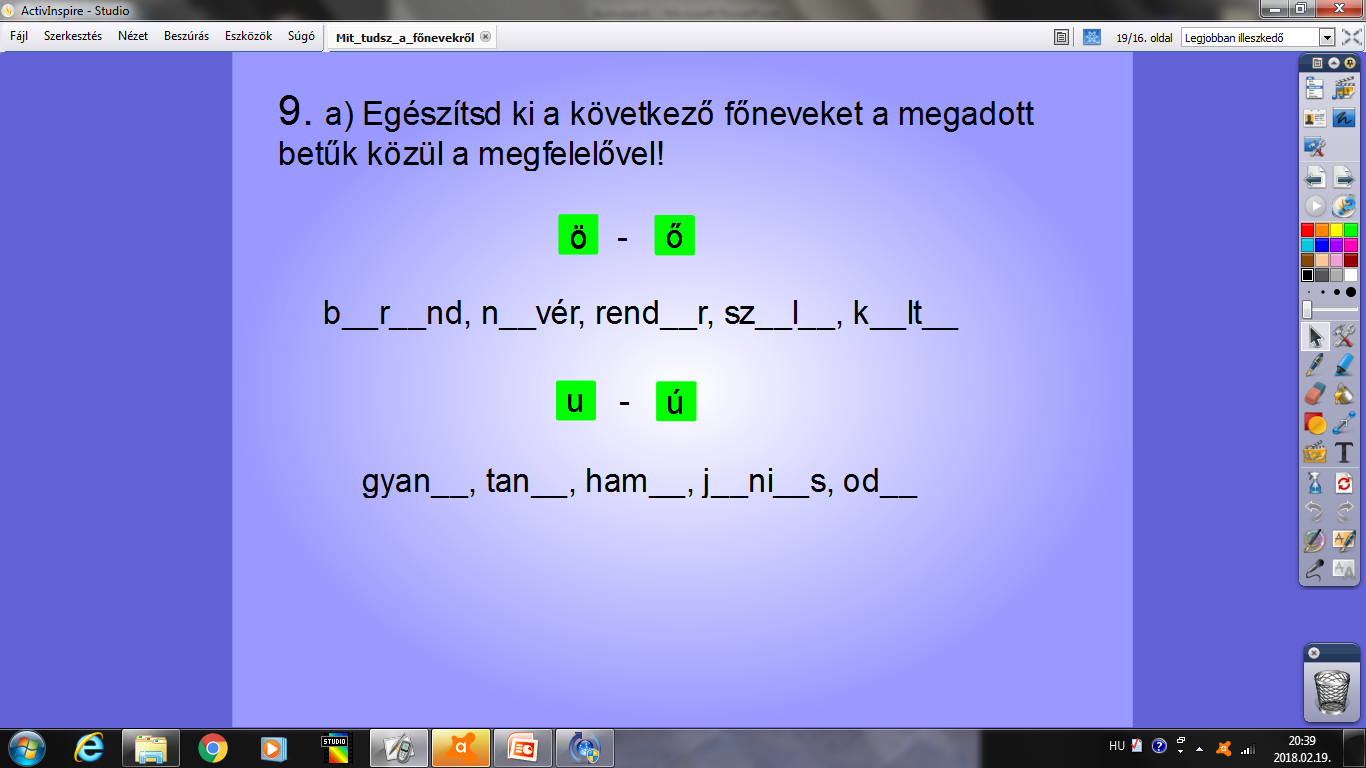 ActivInspire - Studio
Fájl Szerkesztés Nézet Beszúrás Eszközök Súgó
Mit_tudsz_a_főnevekről
19/16. oldal
Legjobban illeszkedő
9. a) Egészítsd ki a következő főneveket a megadott
betűk közül a megfelelővel!
ö - ő
b__r__nd, n__vér, rend__r, sz__l__, k__lt__
u - ú
gyan__, tan__, ham__, j__ni__s, od__
STUDIO
HU
20:39
2018.02.19.